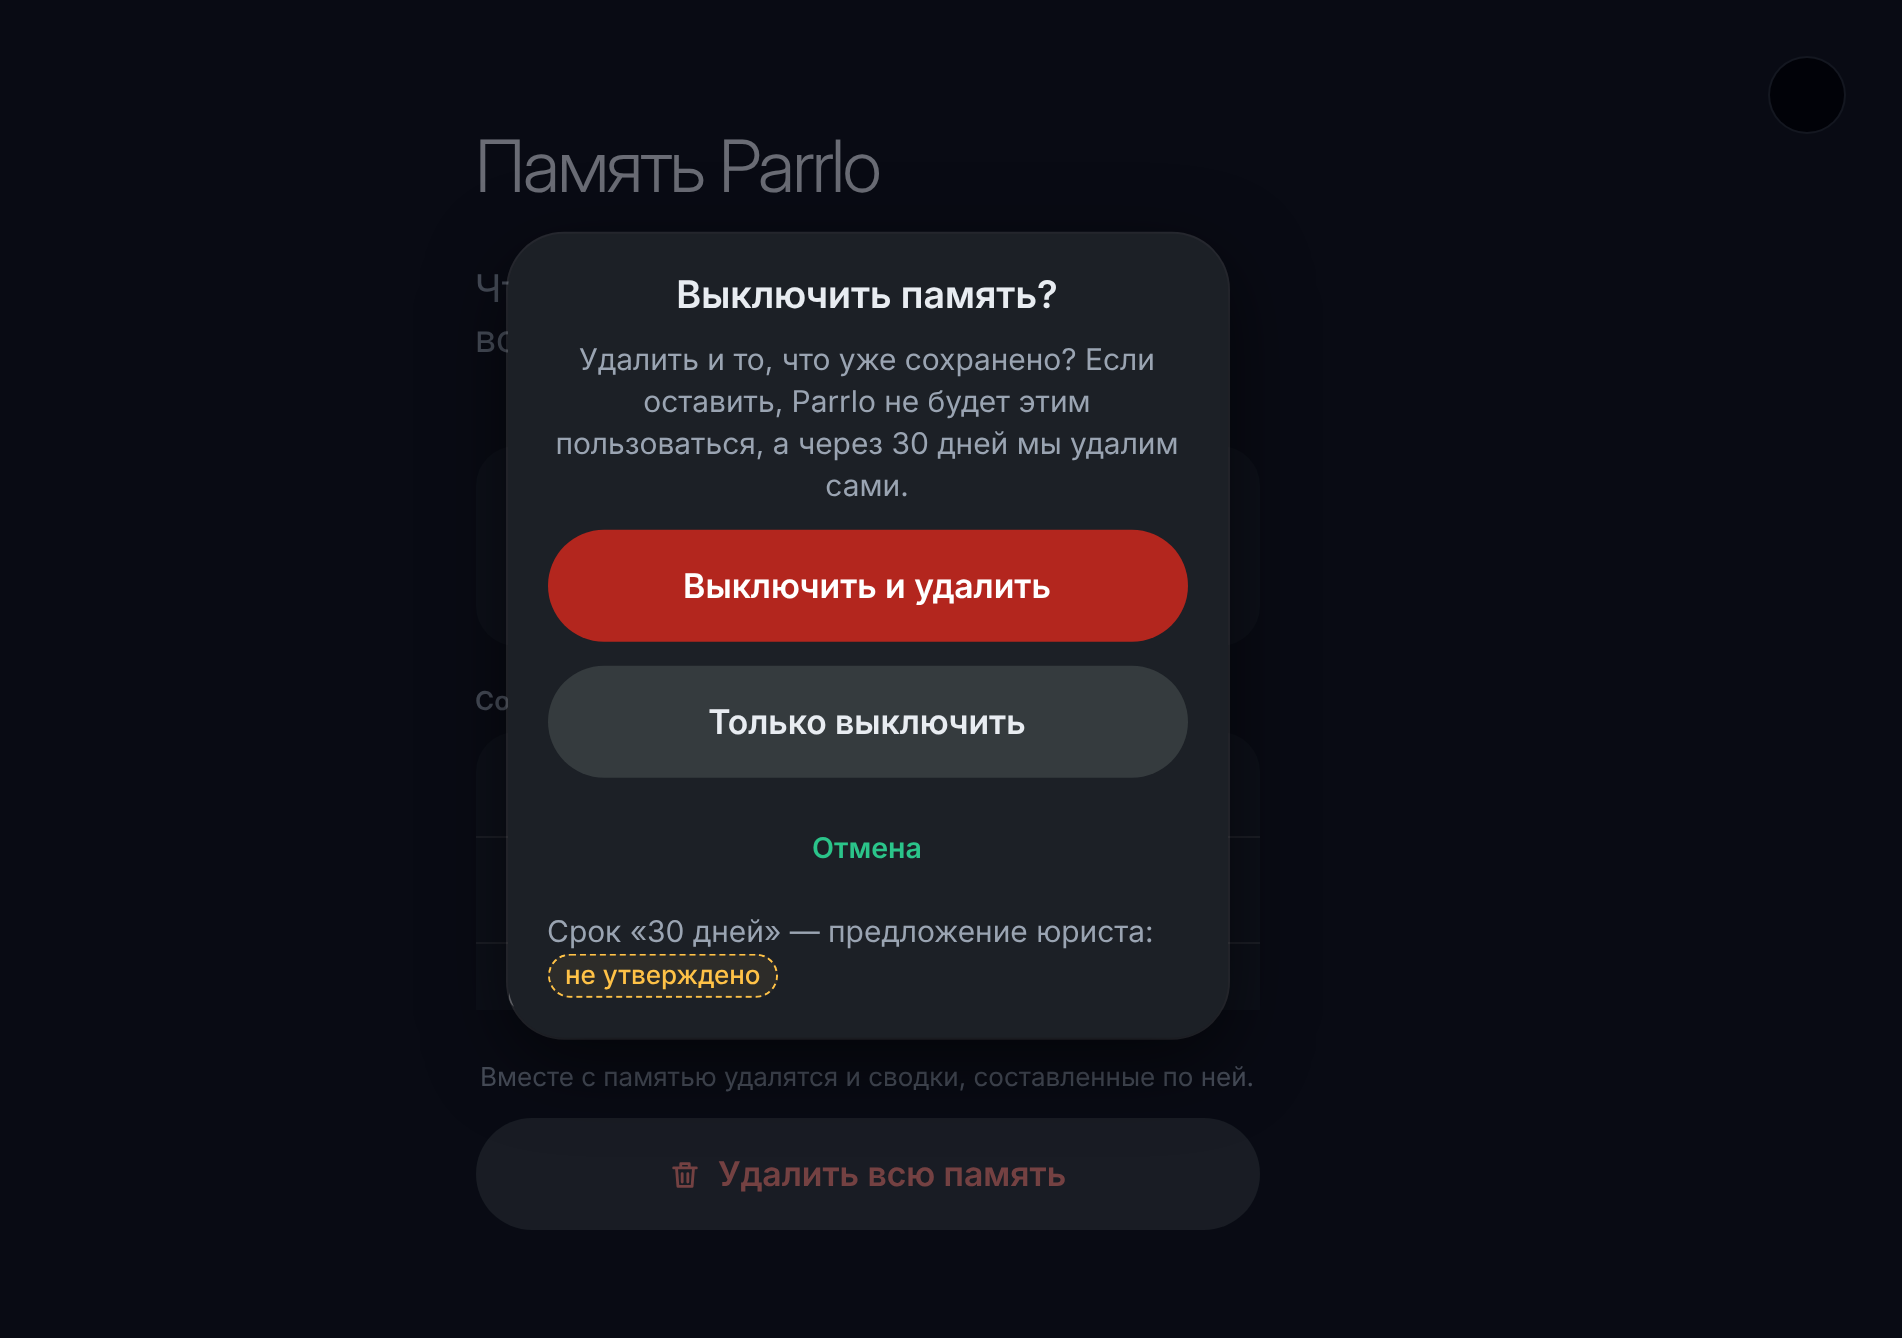 Память Parrlo
Выключить память?
Удалить и то, что уже сохранено? Если
оставить, Parrlo не будет этим
пользоваться, а через 30 дней мы удалим
сами.
Выключить и удалить
Только выключить
Отмена
Срок «30 дней» — предложение юриста:
не утверждено
Вместе с памятью удалятся и сводки, составленные по ней.
Удалить всю память